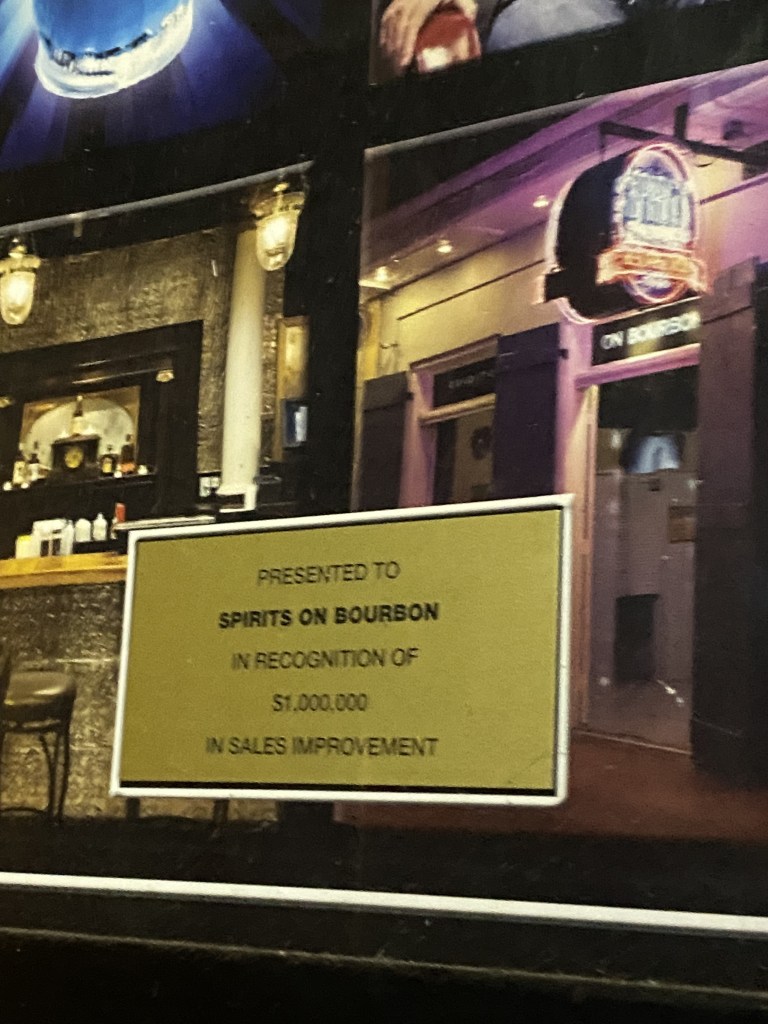 ON BOURBON
PRESENTED TO
SPIRITS ON BOURBON
IN RECOGNITION OF
$1,000,000
IN SALES IMPROVEMENT